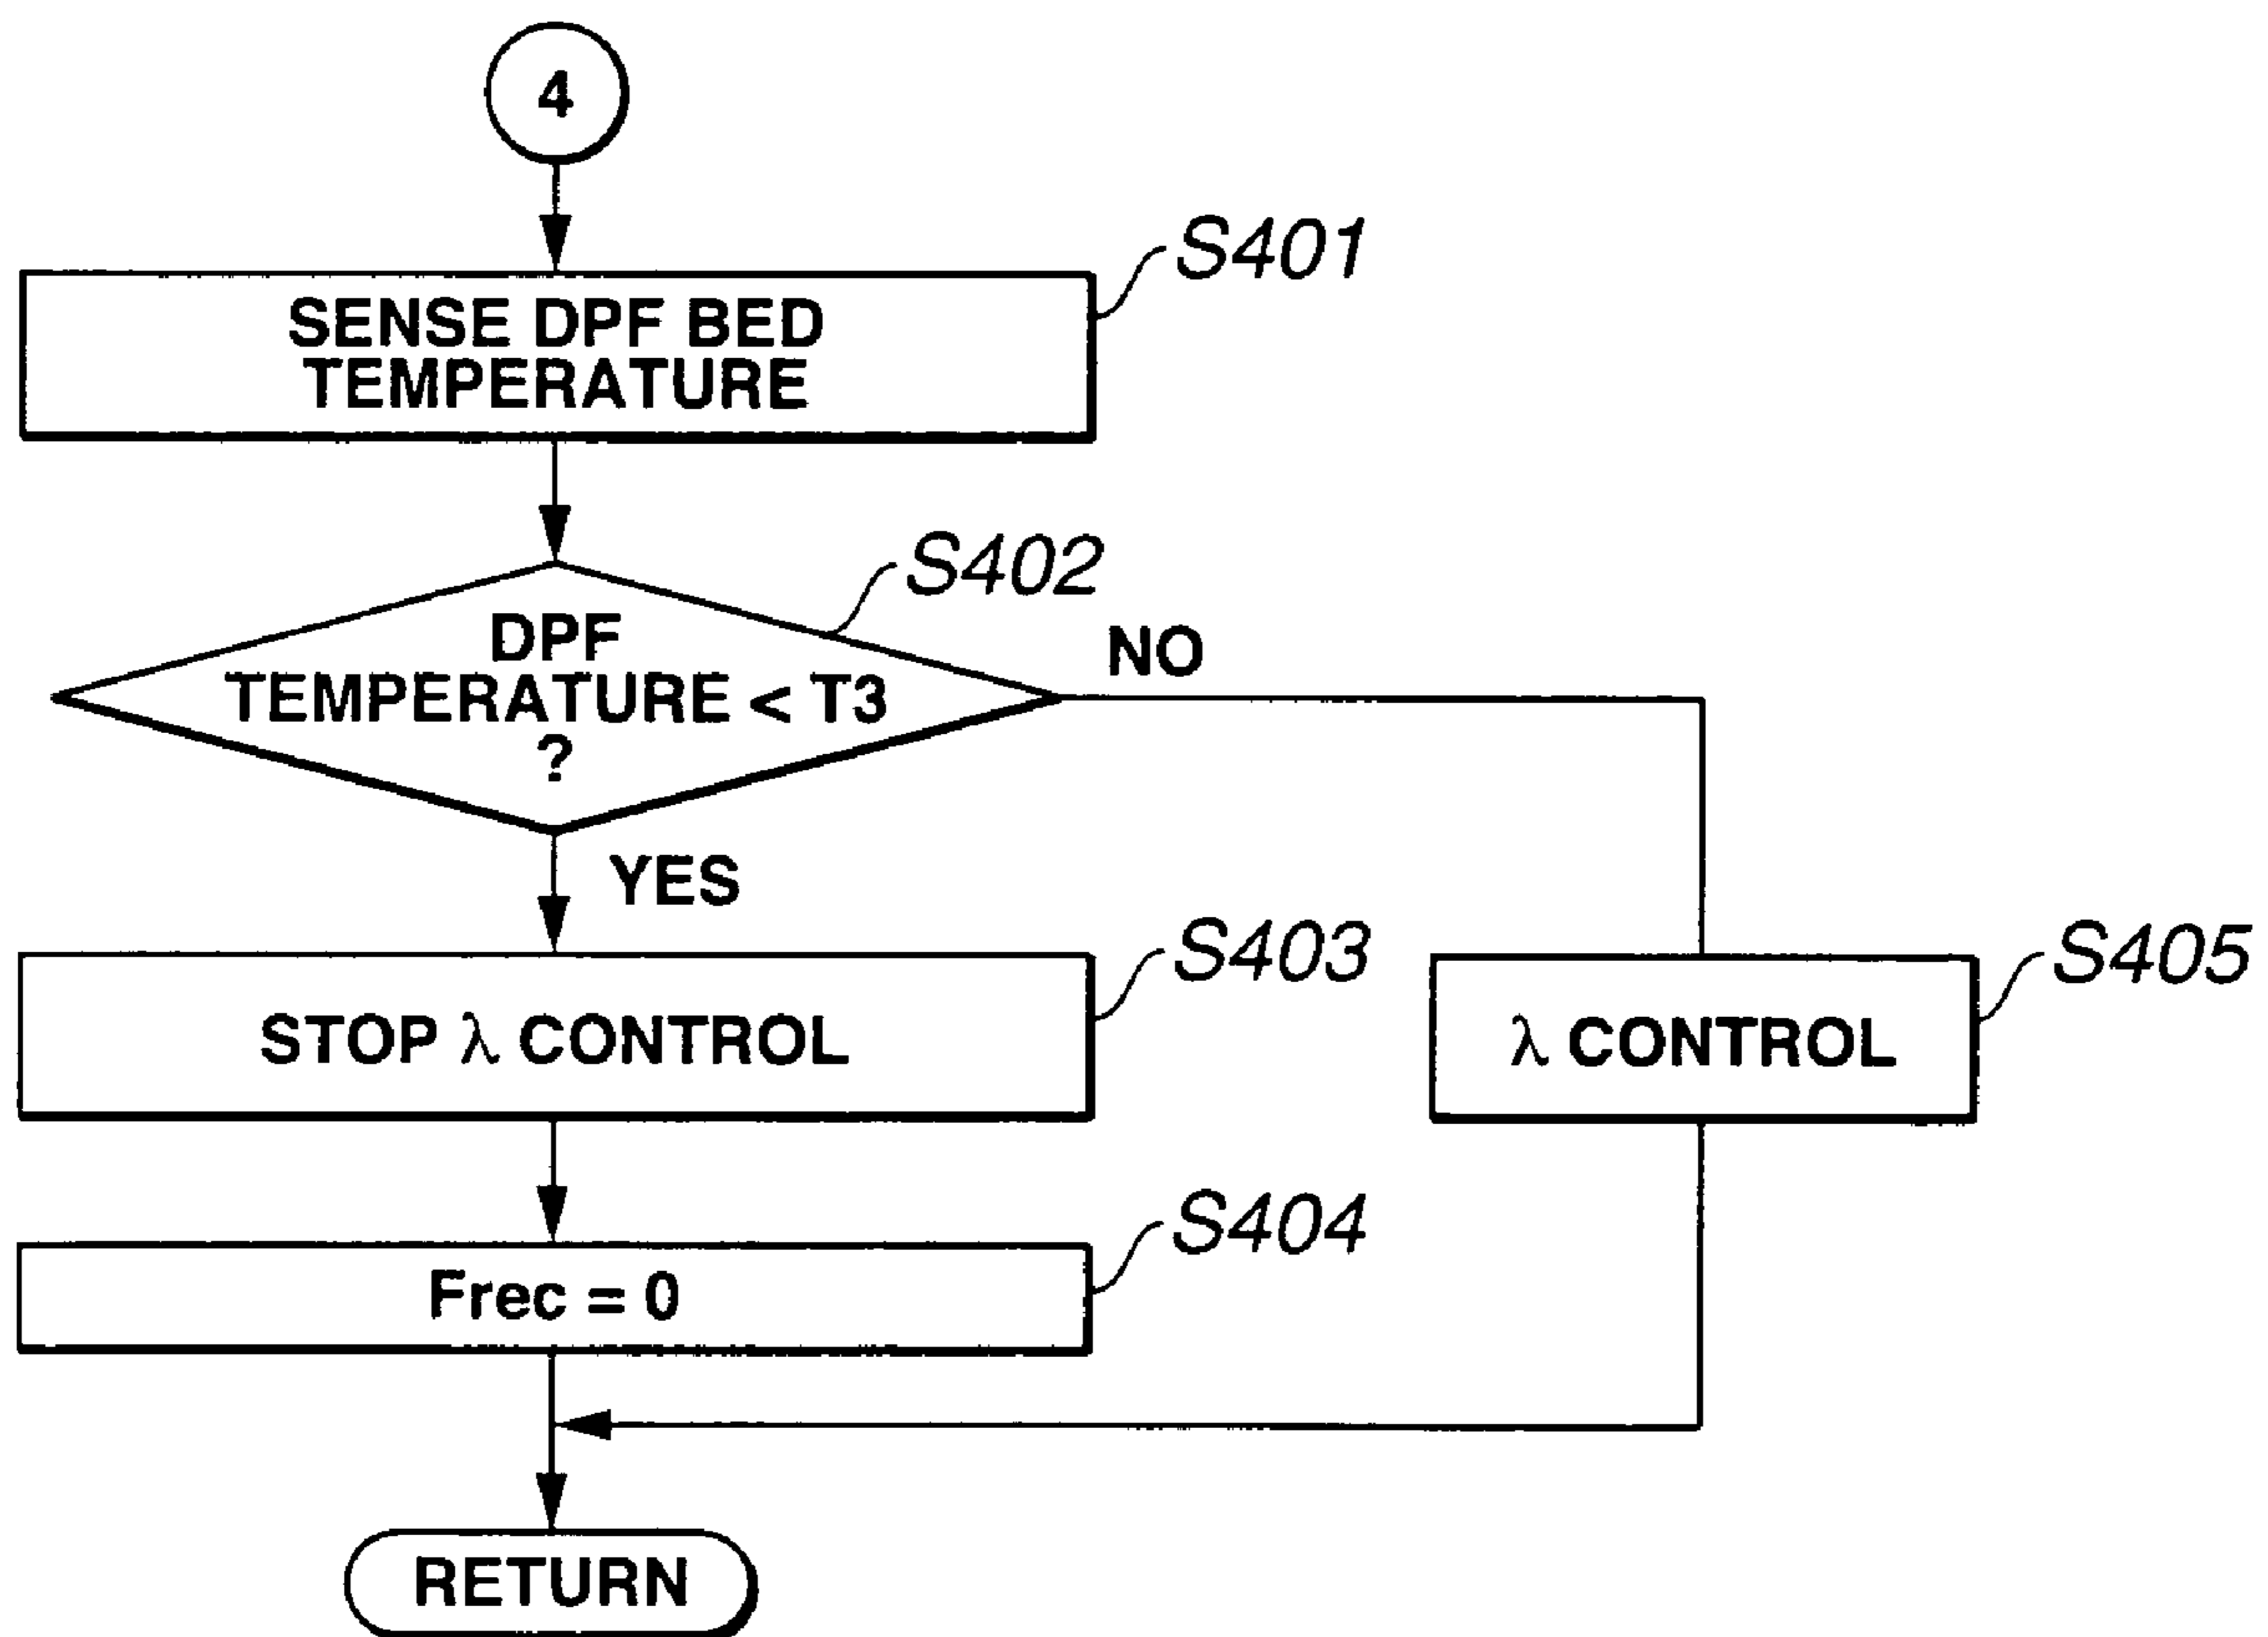 4
S401
SENSE DPF BED
TEMPERATURE
S402
DPF
TEMPERATURE < T3
?
NO
YES
S403
STOP λ CONTROL
S405
λ CONTROL
S404
Frec = 0
RETURN